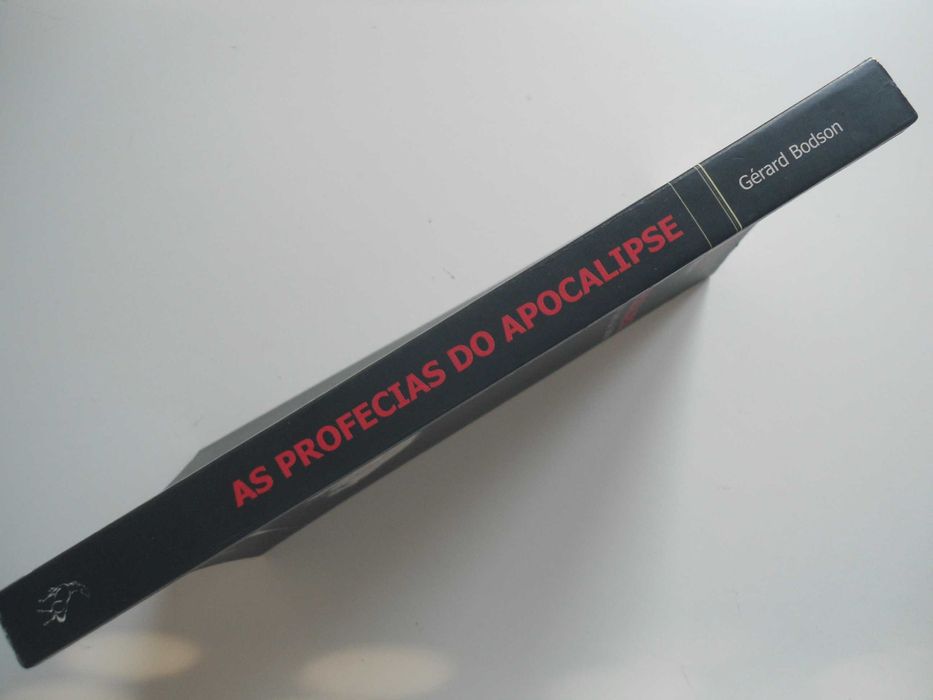 AS PROFECIAS DO APOCALIPSE
Gérard Bodson